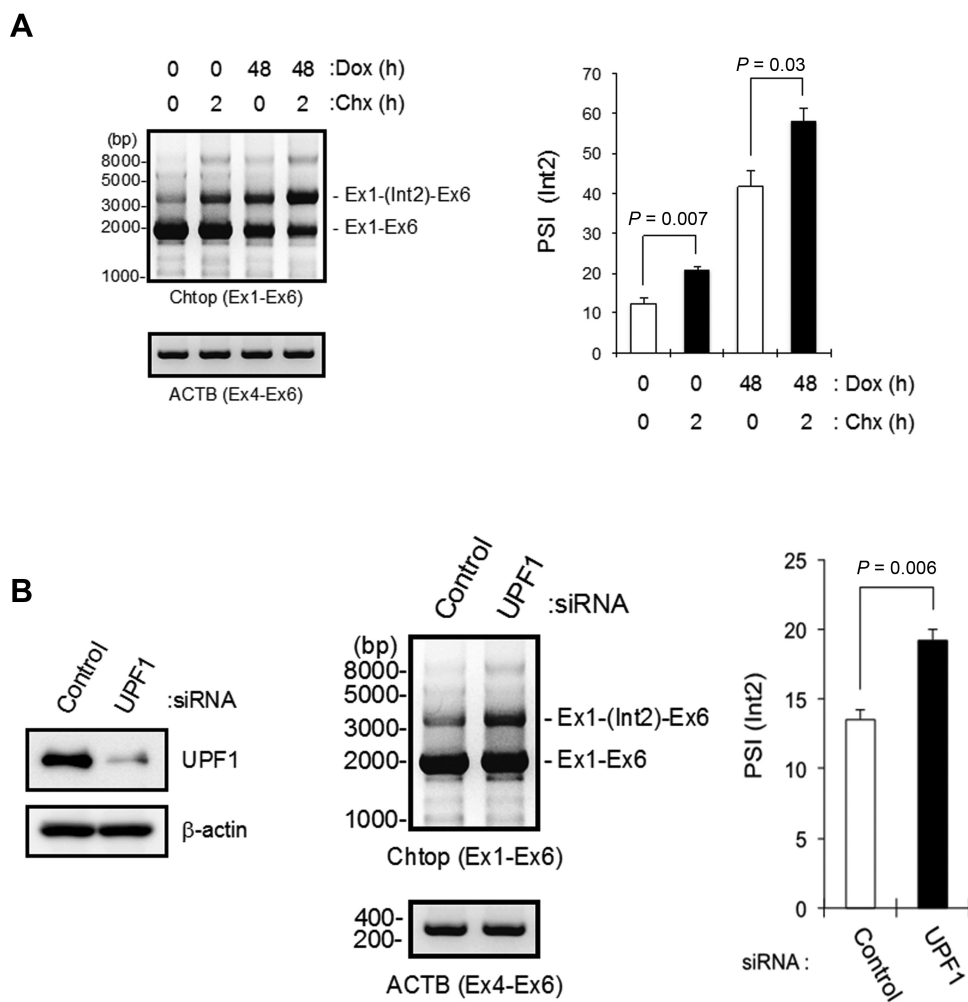 A
0 0 48 48 :Dox (h)
0 2 0 2 :Chx (h)
(bp)
8000-
5000-
3000-
2000-
1000-
- Ex1-(Int2)-Ex6
- Ex1-Ex6
Chtop (Ex1-Ex6)
ACTB (Ex4-Ex6)
PSI (Int2)
70
60
50
40
30
20
10
0
P = 0.007
P = 0.03
0 0 48 48 : Dox (h)
0 2 0 2 : Chx (h)
B
Control UPF1 :siRNA
UPF1
β-actin
Control UPF1 :siRNA
(bp)
8000-
5000-
3000-
2000-
1000-
- Ex1-(Int2)-Ex6
- Ex1-Ex6
Chtop (Ex1-Ex6)
400-
200-
ACTB (Ex4-Ex6)
PSI (Int2)
25
20
15
10
5
0
P = 0.006
siRNA : Control UPF1